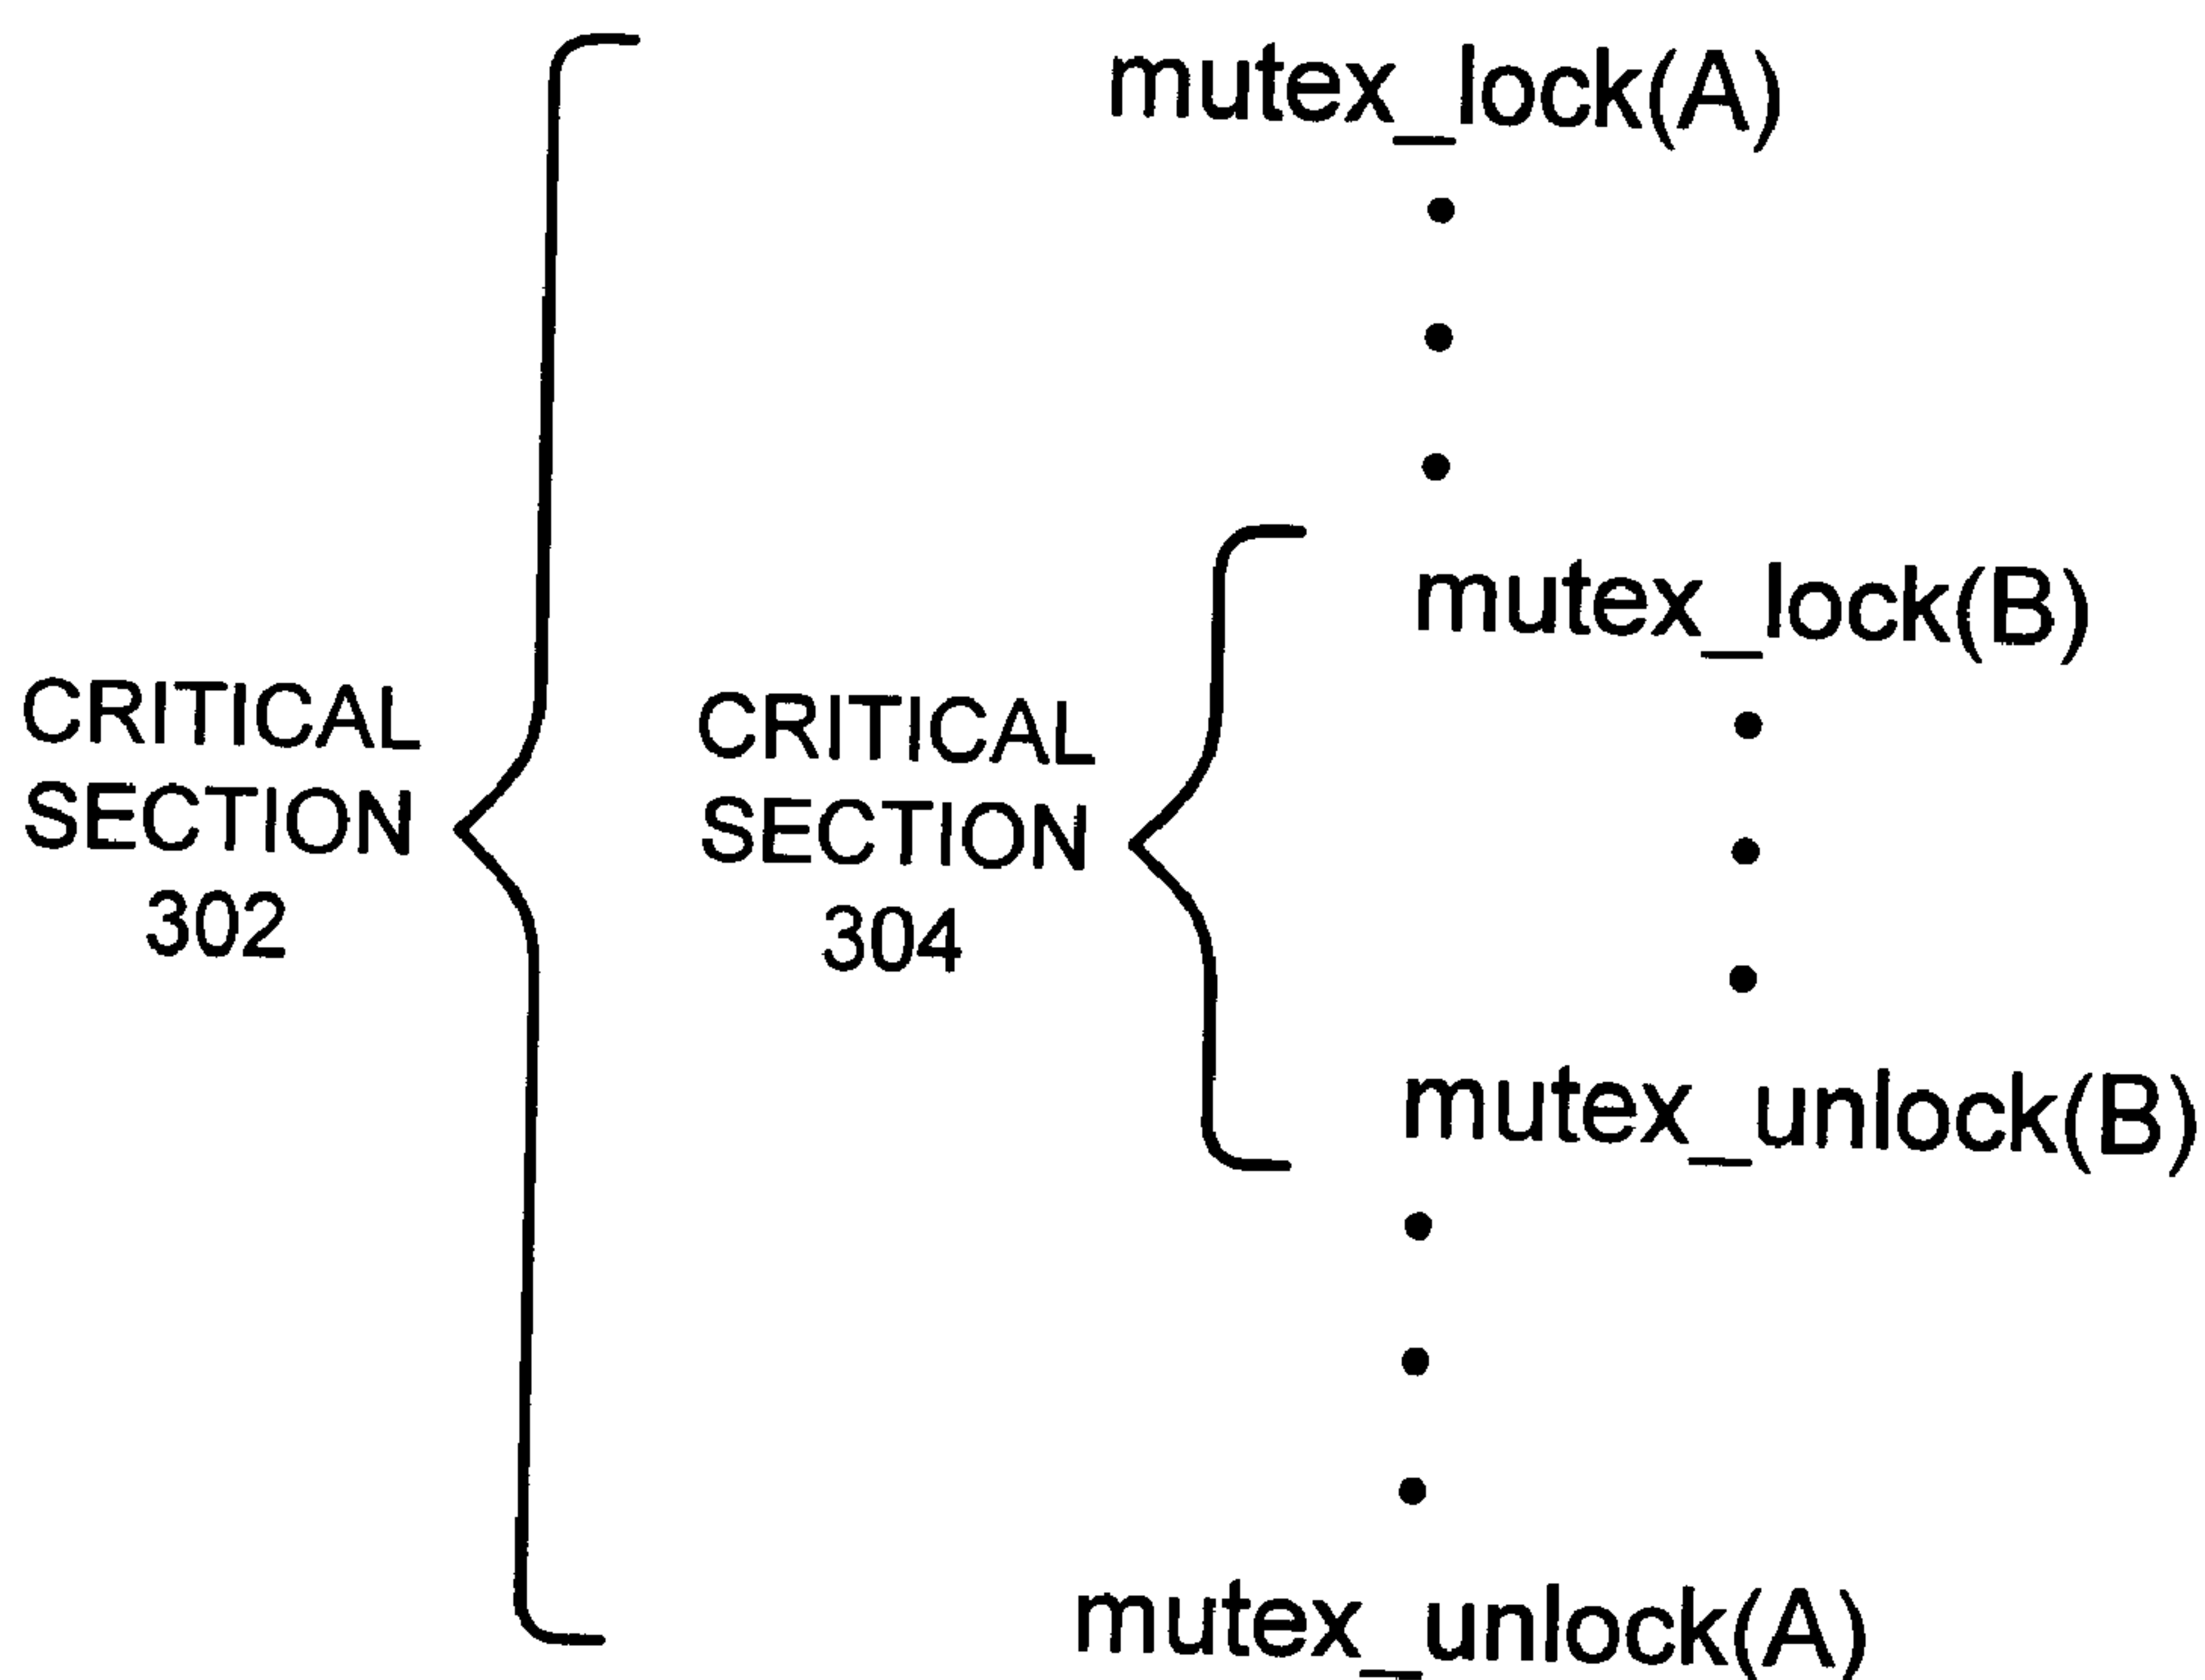 mutex_lock(A)
mutex_lock(B)
CRITICAL
SECTION
302
CRITICAL
SECTION
304
mutex_unlock(B)
mutex_unlock(A)